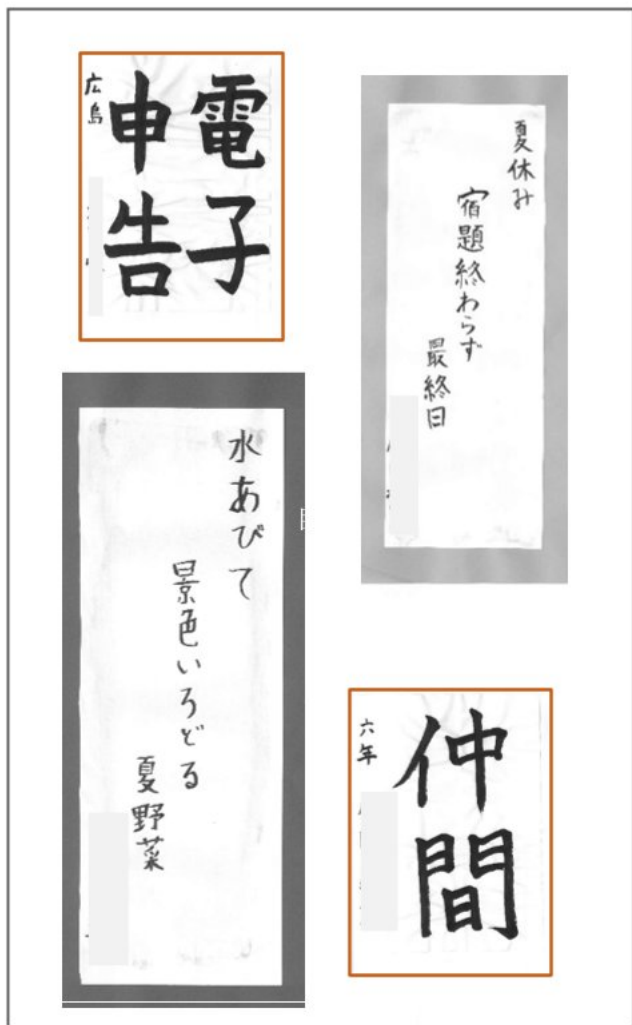 電子
申告
広島
夏休み
宿題終わらず
最終日
水あびて
景色いろどる
夏野菜
仲間
六年